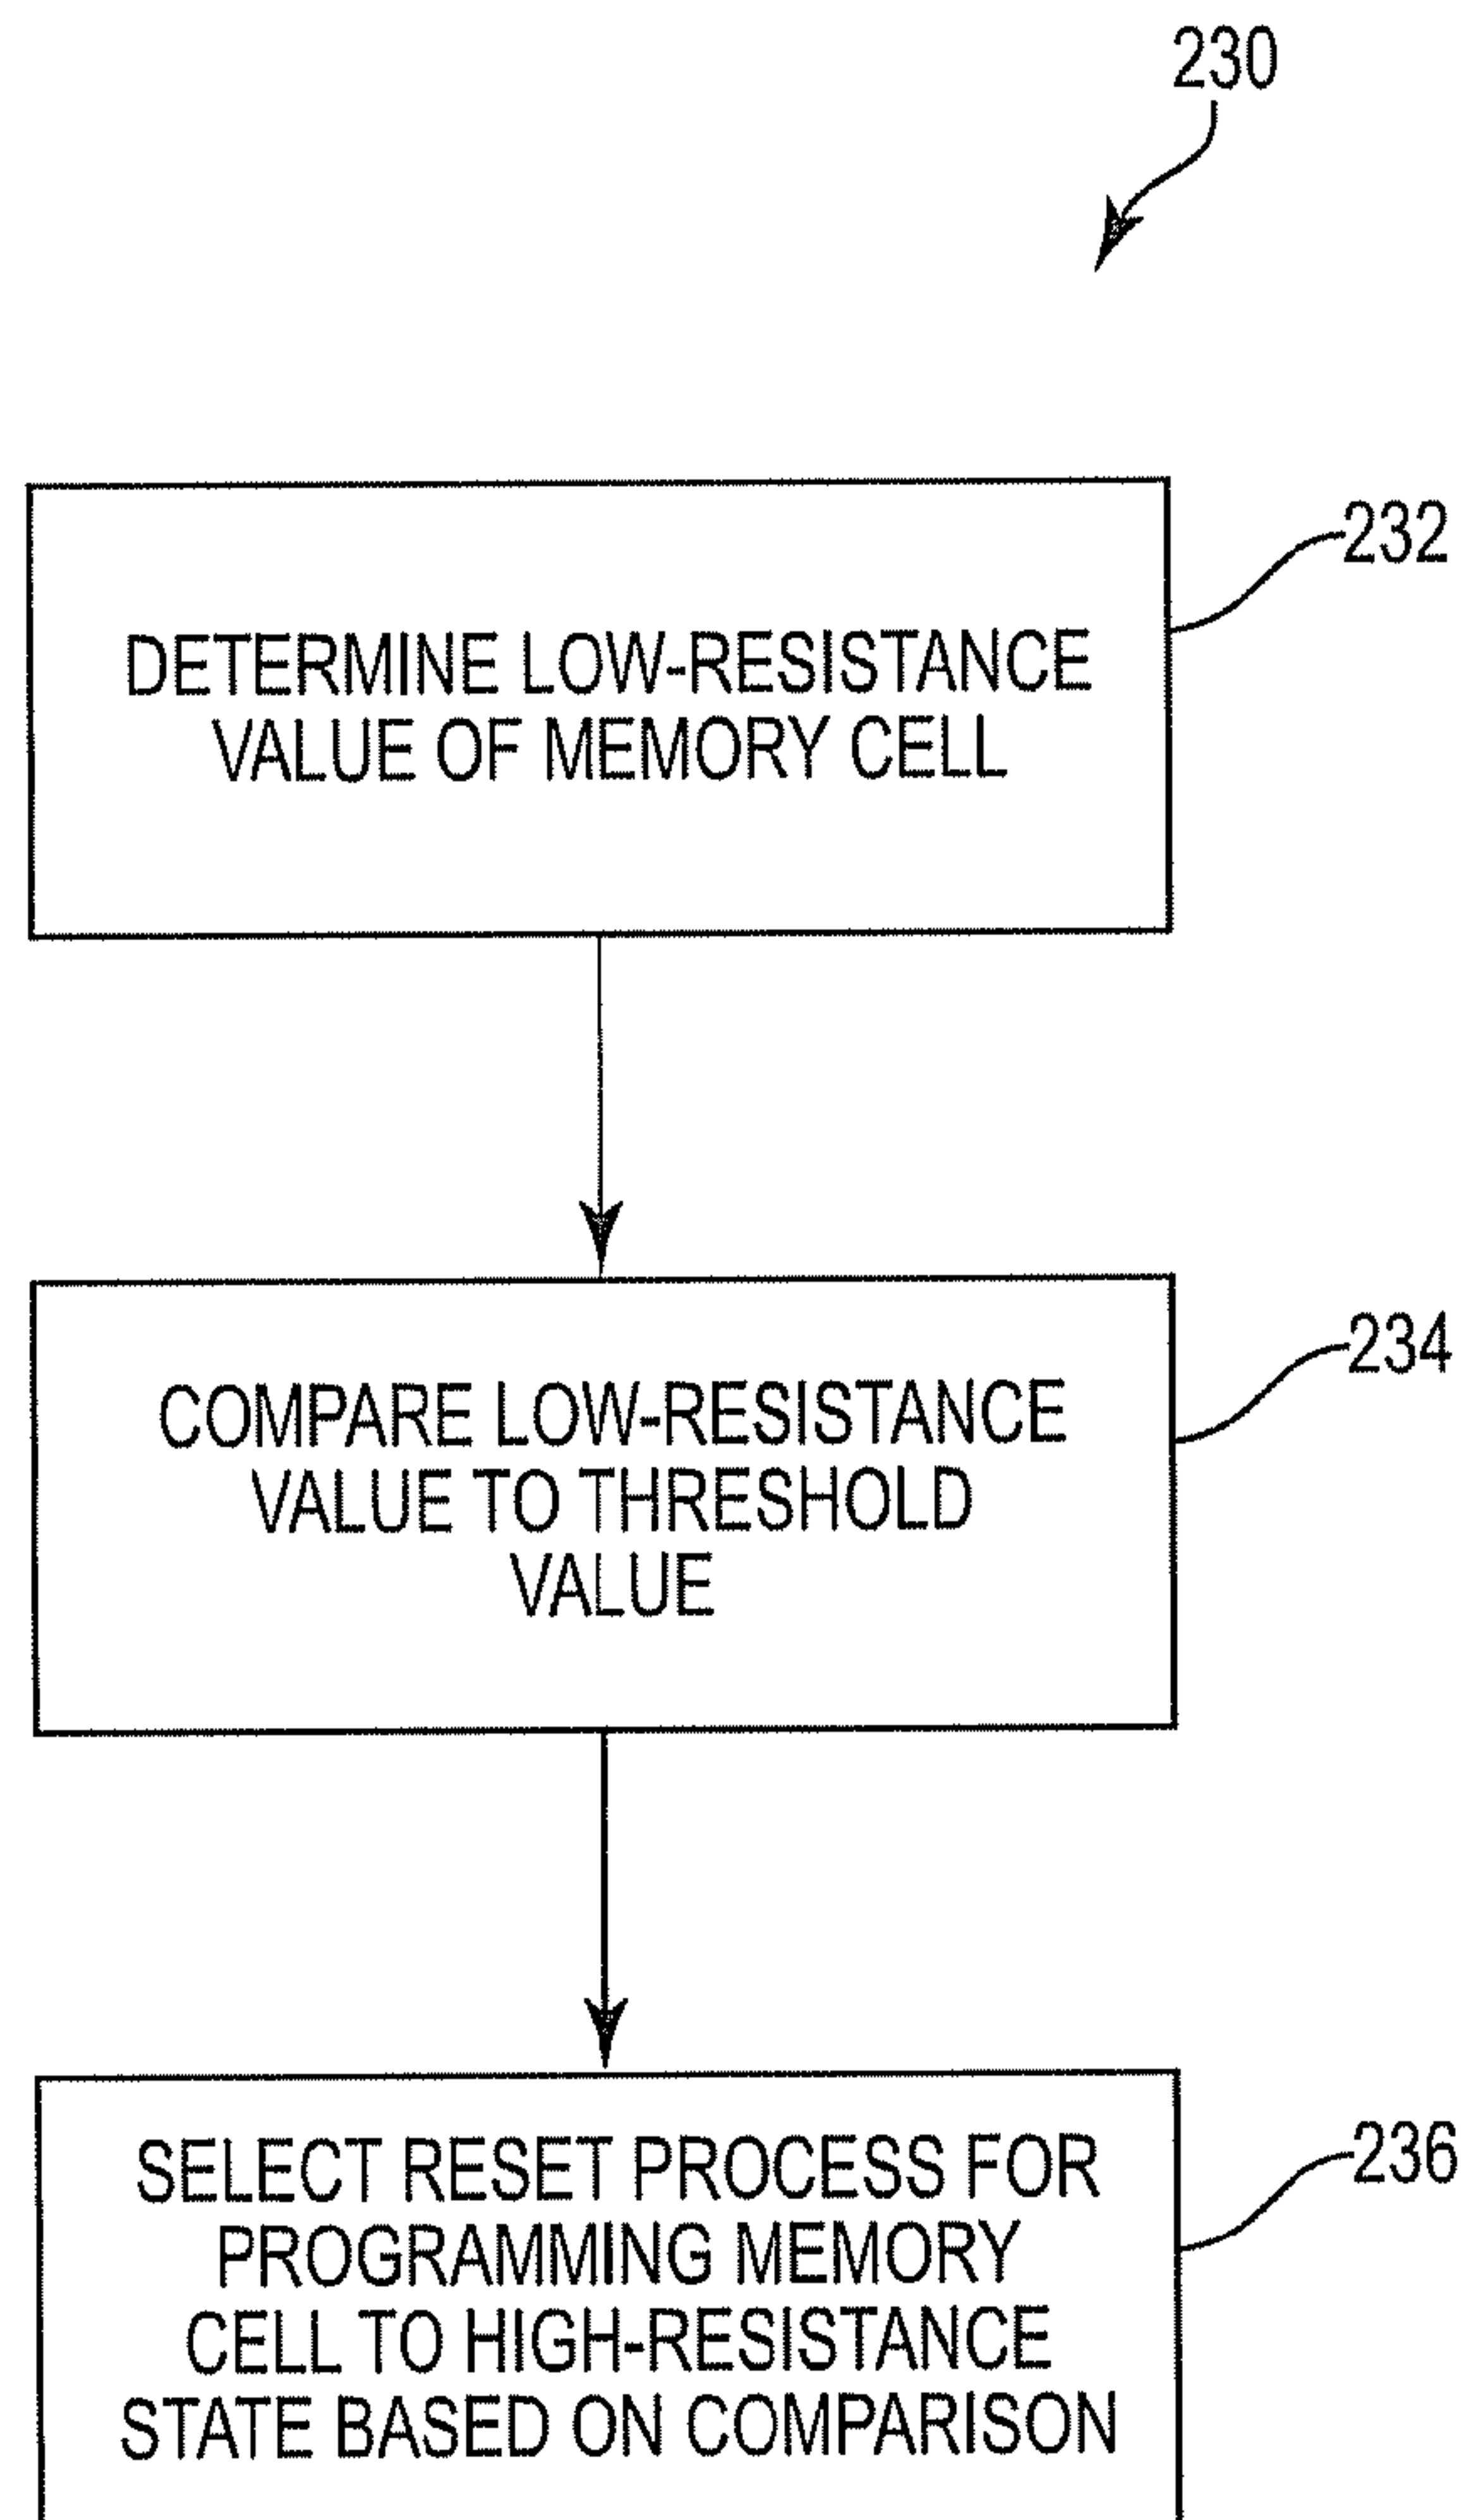 230
232
DETERMINE LOW-RESISTANCE
VALUE OF MEMORY CELL
234
COMPARE LOW-RESISTANCE
VALUE TO THRESHOLD
VALUE
236
SELECT RESET PROCESS FOR
PROGRAMMING MEMORY
CELL TO HIGH-RESISTANCE
STATE BASED ON COMPARISON